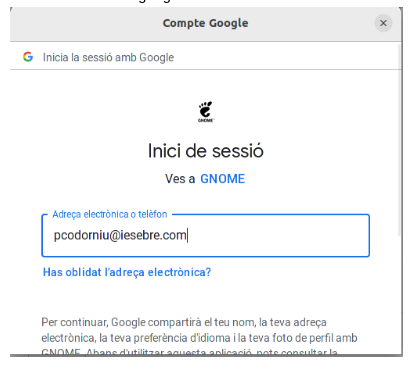 Compte Google
Inicia la sessió amb Google
GNOME
Inici de sessió
Ves a GNOME
Adreça electrònica o telèfon
pcodorniu@iesebre.com
Has oblidat l'adreça electrònica?
Per continuar, Google compartirà el teu nom, la teva adreça
electrònica, la teva preferència d'idioma i la teva foto de perfil amb
GNOME. Abans d'utilitzar aquesta aplicació, pots consultar la